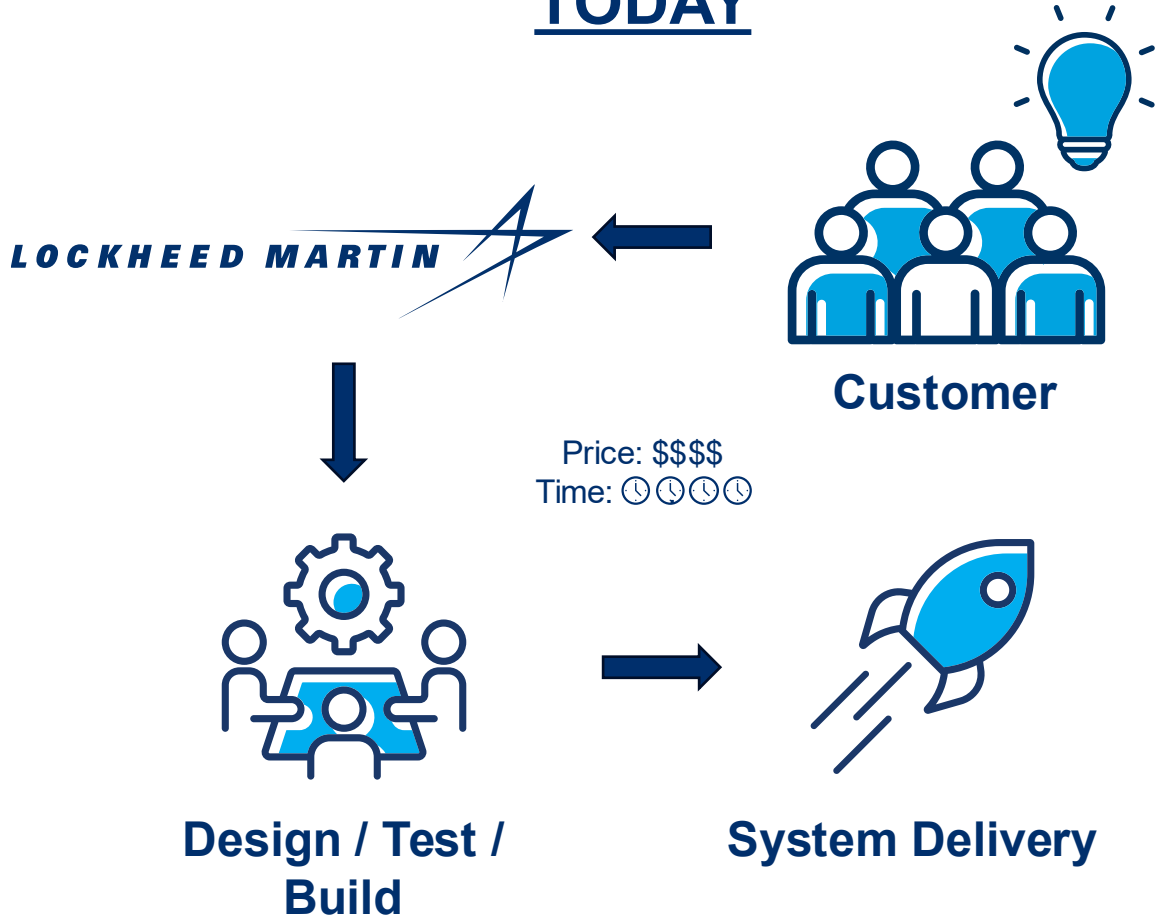 TODAY
LOCKHEED MARTIN
Customer
Price: $$$$
Time: 🕓🕓🕓🕓
Design / Test /
Build
System Delivery